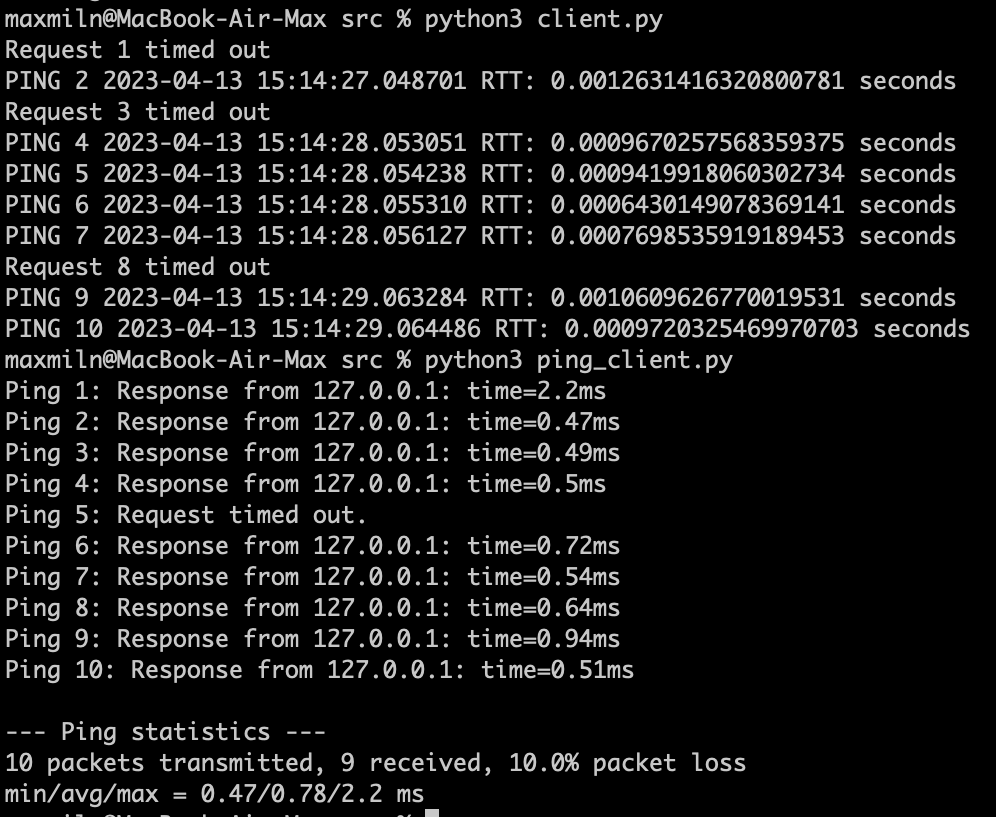 maxmiln@MacBook-Air-Max src % python3 client.py
Request 1 timed out
PING 2 2023-04-13 15:14:27.048701 RTT: 0.0012631416320800781 seconds
Request 3 timed out
PING 4 2023-04-13 15:14:28.053051 RTT: 0.0009670257568359375 seconds
PING 5 2023-04-13 15:14:28.054238 RTT: 0.0009419918060302734 seconds
PING 6 2023-04-13 15:14:28.055310 RTT: 0.0006430149078369141 seconds
PING 7 2023-04-13 15:14:28.056127 RTT: 0.0007698535919189453 seconds
Request 8 timed out
PING 9 2023-04-13 15:14:29.063284 RTT: 0.0010609626770019531 seconds
PING 10 2023-04-13 15:14:29.064486 RTT: 0.0009720325469970703 seconds
maxmiln@MacBook-Air-Max src % python3 ping_client.py
Ping 1: Response from 127.0.0.1: time=2.2ms
Ping 2: Response from 127.0.0.1: time=0.47ms
Ping 3: Response from 127.0.0.1: time=0.49ms
Ping 4: Response from 127.0.0.1: time=0.5ms
Ping 5: Request timed out.
Ping 6: Response from 127.0.0.1: time=0.72ms
Ping 7: Response from 127.0.0.1: time=0.54ms
Ping 8: Response from 127.0.0.1: time=0.64ms
Ping 9: Response from 127.0.0.1: time=0.94ms
Ping 10: Response from 127.0.0.1: time=0.51ms
--- Ping statistics ---
10 packets transmitted, 9 received, 10.0% packet loss
min/avg/max = 0.47/0.78/2.2 ms